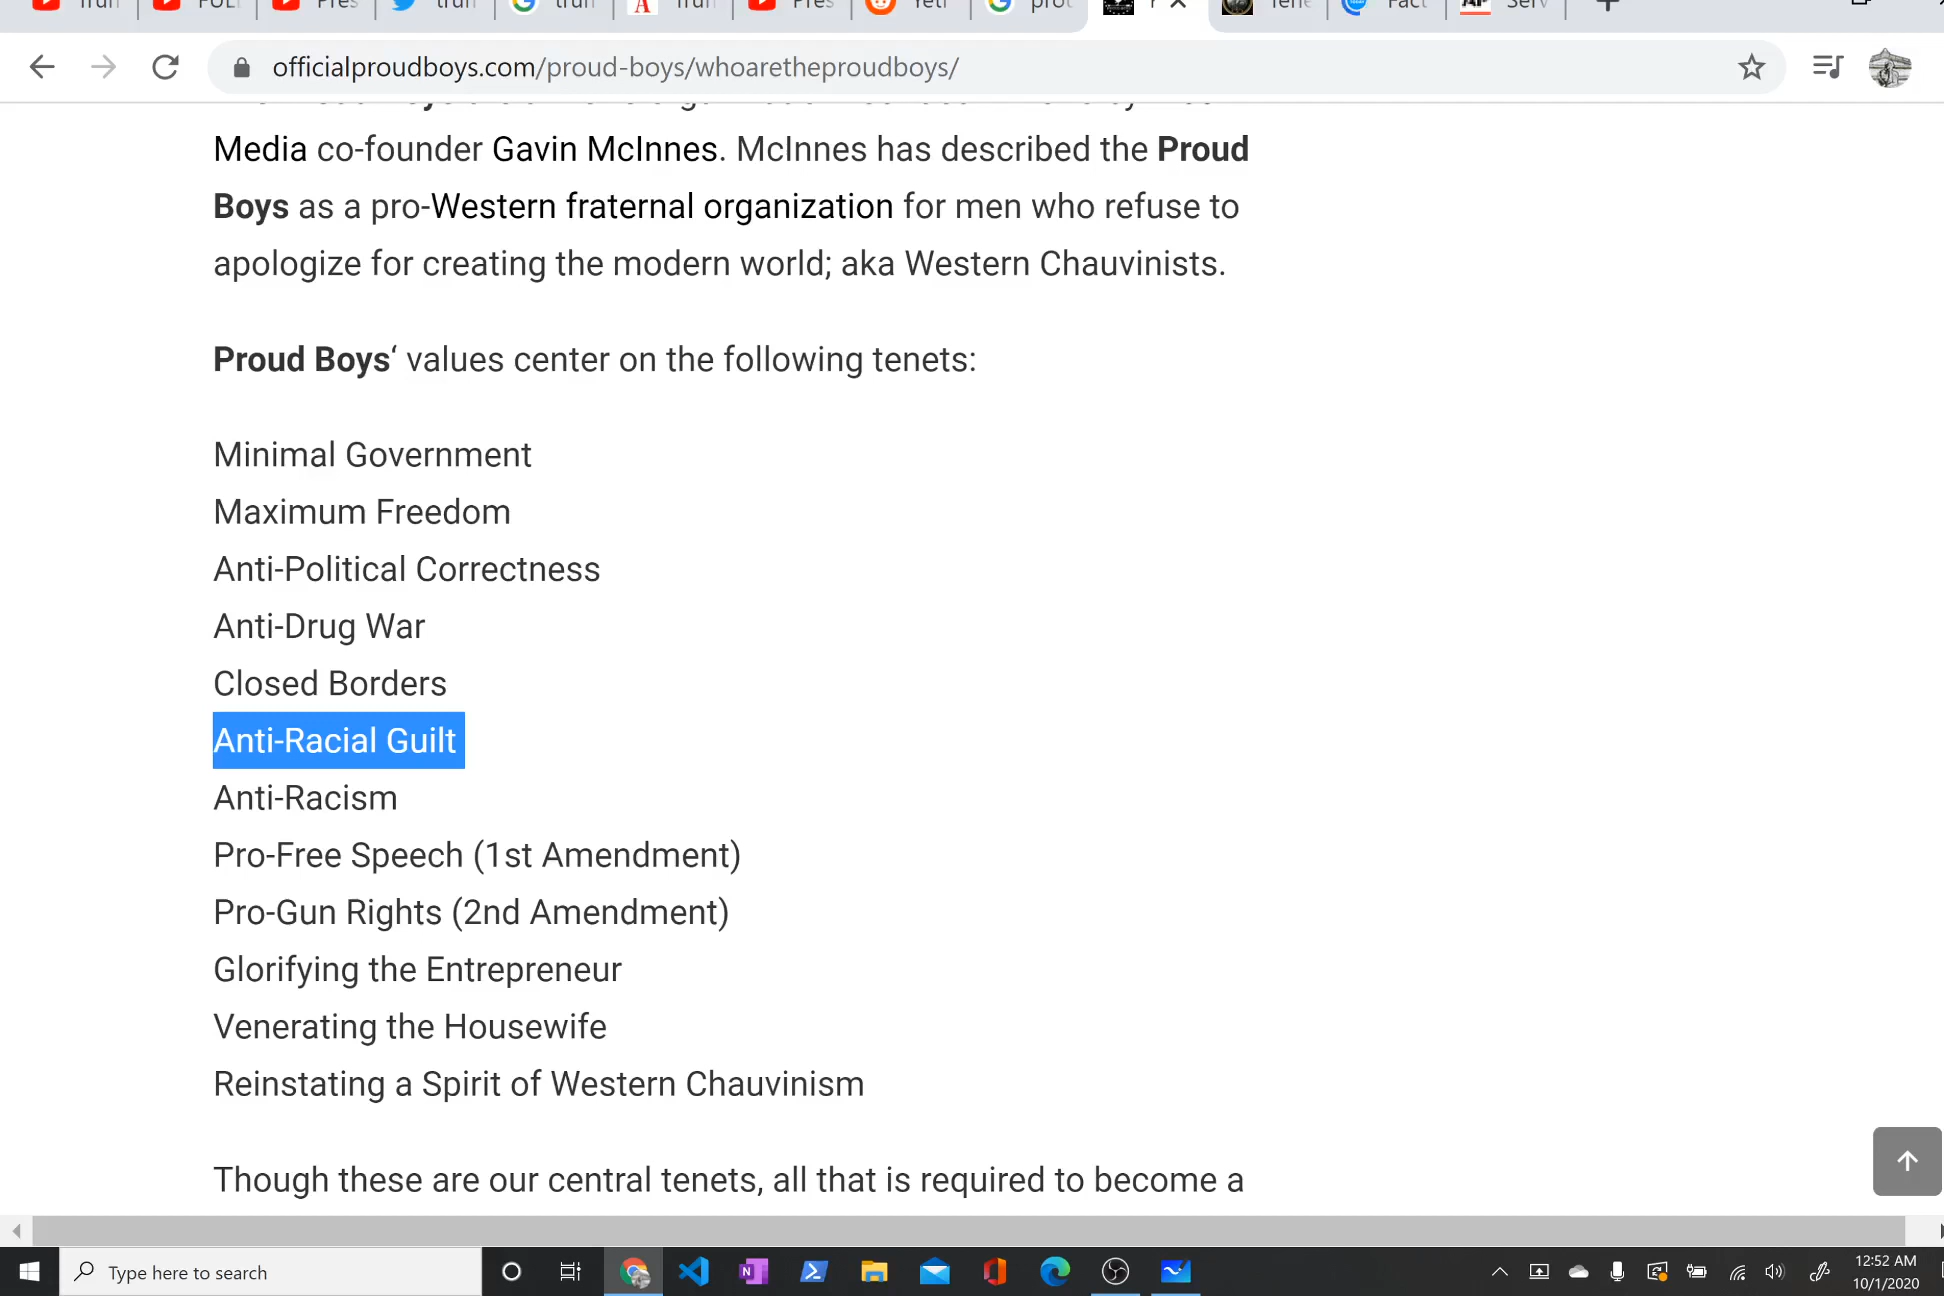 officialproudboys.com/proud-boys/whoaretheproudboys/
Media co-founder Gavin McInnes. McInnes has described the Proud
Boys as a pro-Western fraternal organization for men who refuse to
apologize for creating the modern world; aka Western Chauvinists.
Proud Boys‘ values center on the following tenets:
Minimal Government
Maximum Freedom
Anti-Political Correctness
Anti-Drug War
Closed Borders
Anti-Racial Guilt
Anti-Racism
Pro-Free Speech (1st Amendment)
Pro-Gun Rights (2nd Amendment)
Glorifying the Entrepreneur
Venerating the Housewife
Reinstating a Spirit of Western Chauvinism
Though these are our central tenets, all that is required to become a
Type here to search
12:52 AM
10/1/2020